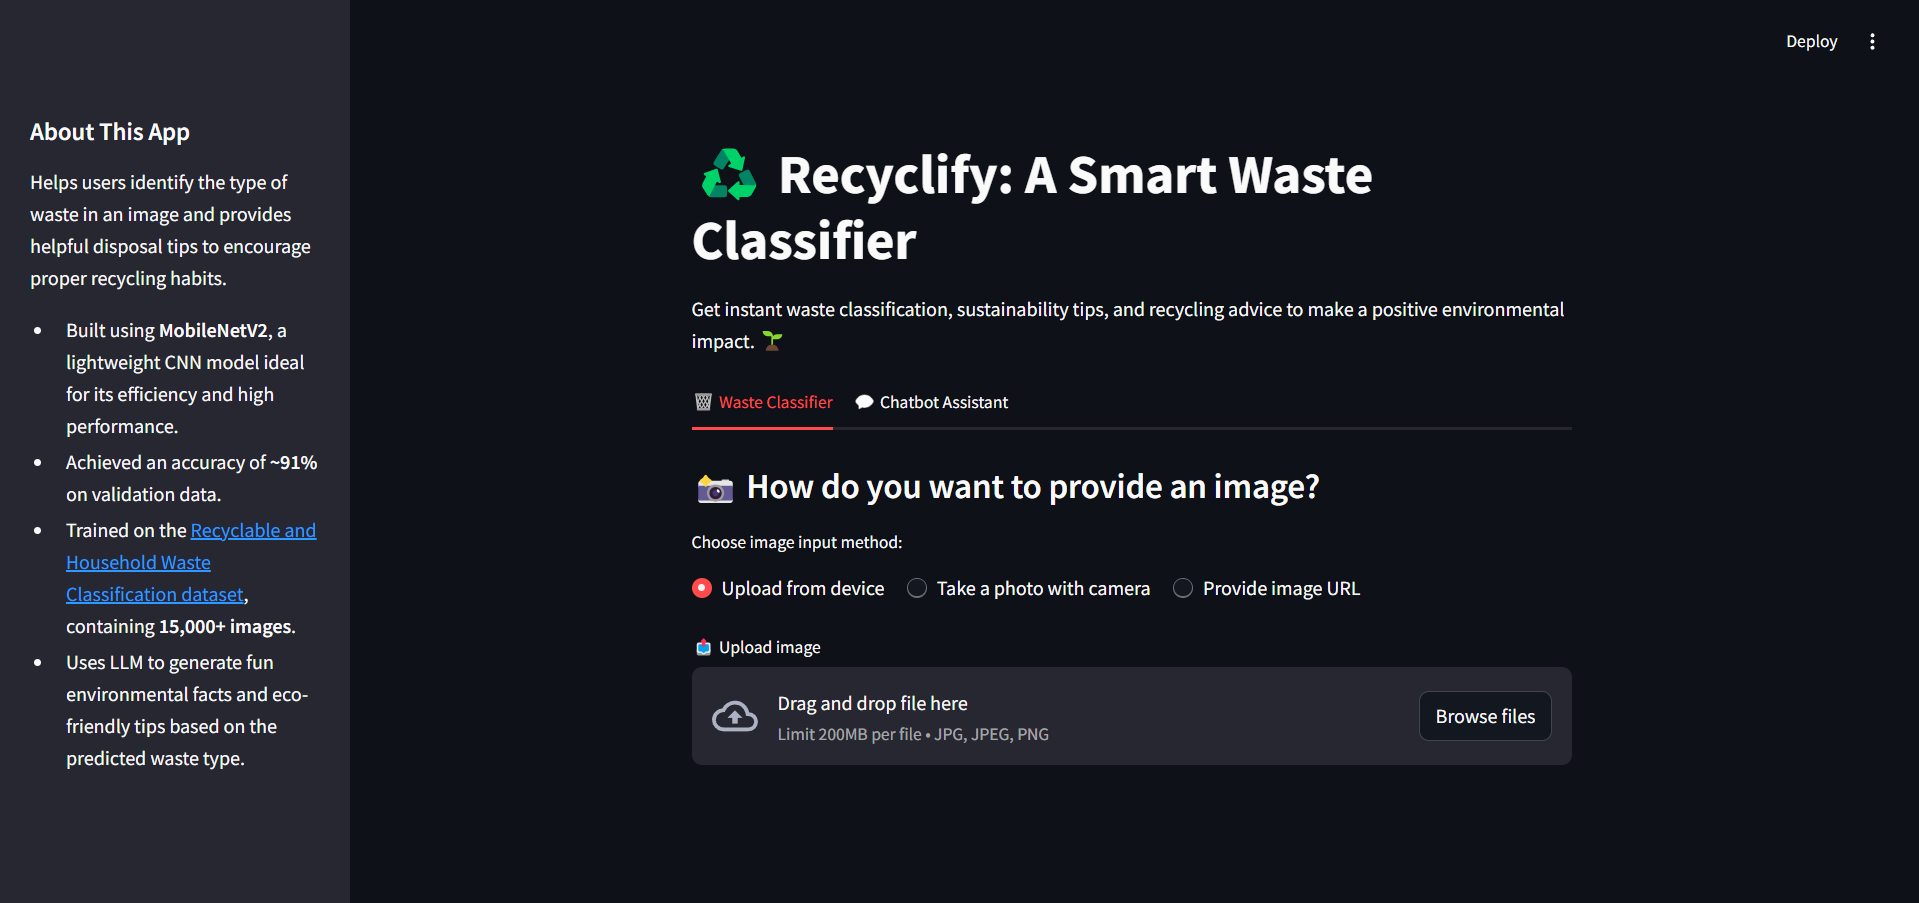 Deploy
About This App
Helps users identify the type of
waste in an image and provides
helpful disposal tips to encourage
proper recycling habits.
• Built using MobileNetV2, a
lightweight CNN model ideal
for its efficiency and high
performance.
• Achieved an accuracy of ~91%
on validation data.
• Trained on the Recyclable and
Household Waste
Classification dataset,
containing 15,000+ images.
• Uses LLM to generate fun
environmental facts and eco-
friendly tips based on the
predicted waste type.
♻️ Recyclify: A Smart Waste
Classifier
Get instant waste classification, sustainability tips, and recycling advice to make a positive environmental
impact. 🌱
🗑️ Waste Classifier 💬 Chatbot Assistant
📸 How do you want to provide an image?
Choose image input method:
Upload from device Take a photo with camera Provide image URL
📤 Upload image
Drag and drop file here
Limit 200MB per file • JPG, JPEG, PNG
Browse files